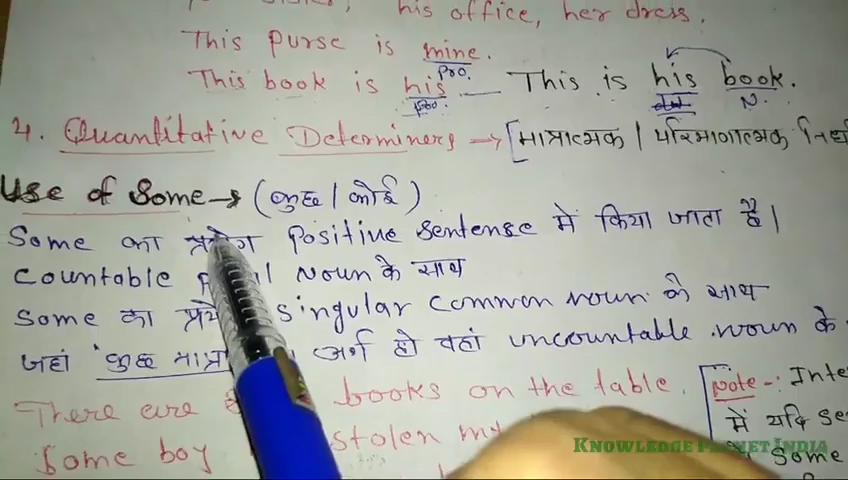 his office, her dress.
This purse is mine.
Pro.
This book is his — This is his book.
Pro. N.
4. Quantitative Determiners → [मात्रात्मक / परिमाणात्मक
Use of Some → (कुछ / कोई)
Some का प्रयोग Positive Sentense में किया जाता है।
Countable Noun के साथ
Some का singular common noun के साथ
जहां 'कुछ अर्थ हो वहां uncountable noun के
There are books on the table.
Note -: Inte
में यदि se
Some boy stolen
Some
Knowledge Planet India